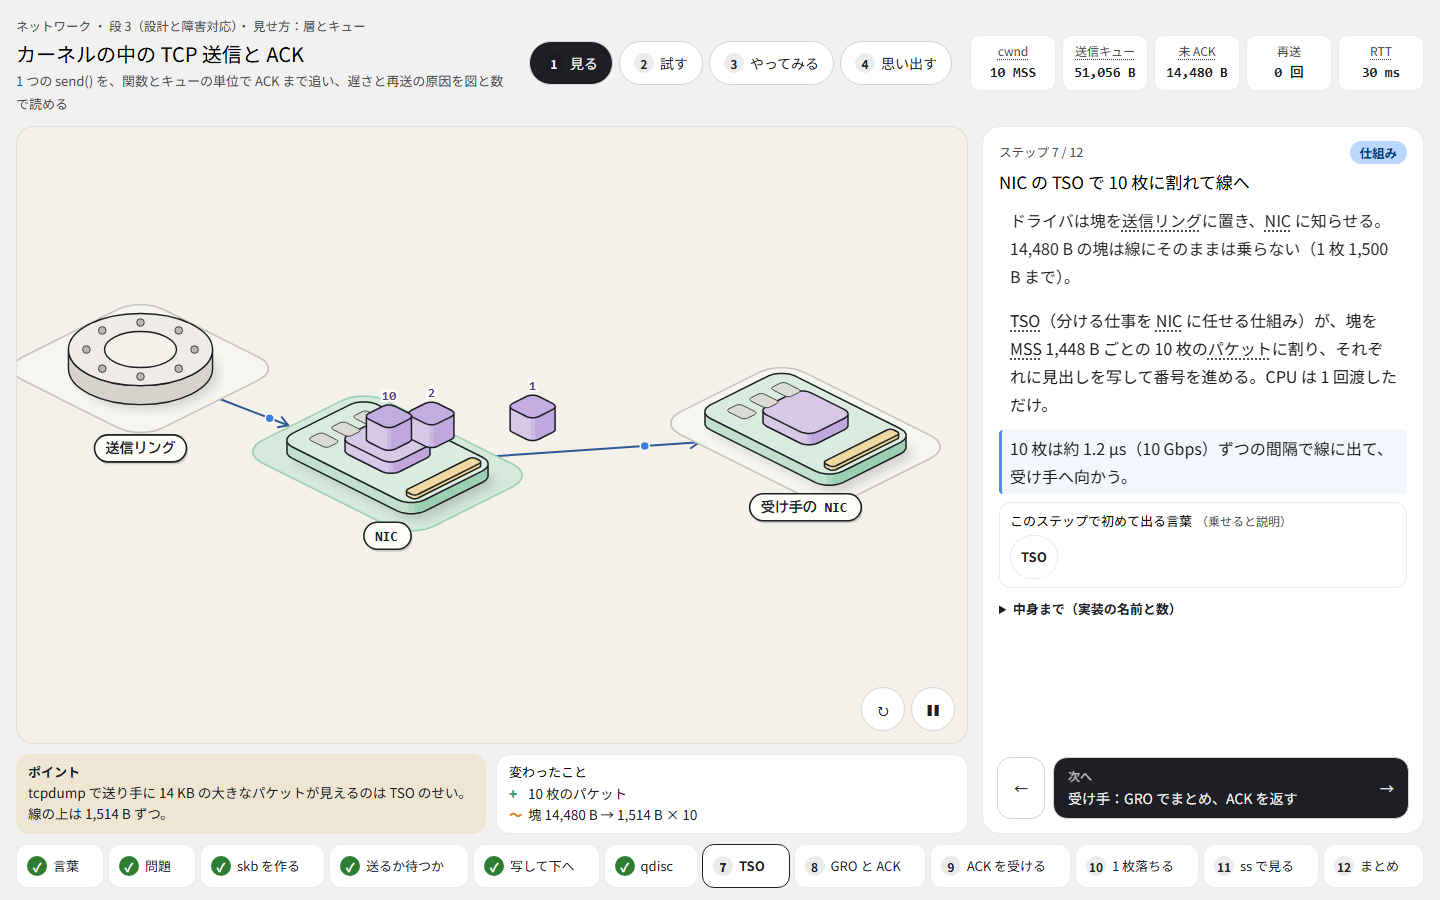 ネットワーク ・ 段 3（設計と障害対応）・ 見せ方：層とキュー
カーネルの中の TCP 送信と ACK
1 つの send() を、関数とキューの単位で ACK まで追い、遅さと再送の原因を図と数
で読める
1 見る
2 試す
3 やってみる
4 思い出す
cwnd
10 MSS
送信キュー
51,056 B
未 ACK
14,480 B
再送
0 回
RTT
30 ms
送信リング
10
2
1
NIC
受け手の NIC
↻
ステップ 7 / 12
仕組み
NIC の TSO で 10 枚に割れて線へ
ドライバは塊を送信リングに置き、NIC に知らせる。
14,480 B の塊は線にそのままは乗らない（1 枚 1,500
B まで）。
TSO（分ける仕事を NIC に任せる仕組み）が、塊を
MSS 1,448 B ごとの 10 枚のパケットに割り、それぞ
れに見出しを写して番号を進める。CPU は 1 回渡した
だけ。
10 枚は約 1.2 μs（10 Gbps）ずつの間隔で線に出て、
受け手へ向かう。
このステップで初めて出る言葉 （乗せると説明）
TSO
▶ 中身まで（実装の名前と数）
←
次へ
受け手：GRO でまとめ、ACK を返す
→
ポイント
tcpdump で送り手に 14 KB の大きなパケットが見えるのは TSO のせい。
線の上は 1,514 B ずつ。
変わったこと
+ 10 枚のパケット
〜 塊 14,480 B → 1,514 B × 10
✓ 言葉
✓ 問題
✓ skb を作る
✓ 送るか待つか
✓ 写して下へ
✓ qdisc
7 TSO
8 GRO と ACK
9 ACK を受ける
10 1 枚落ちる
11 ss で見る
12 まとめ